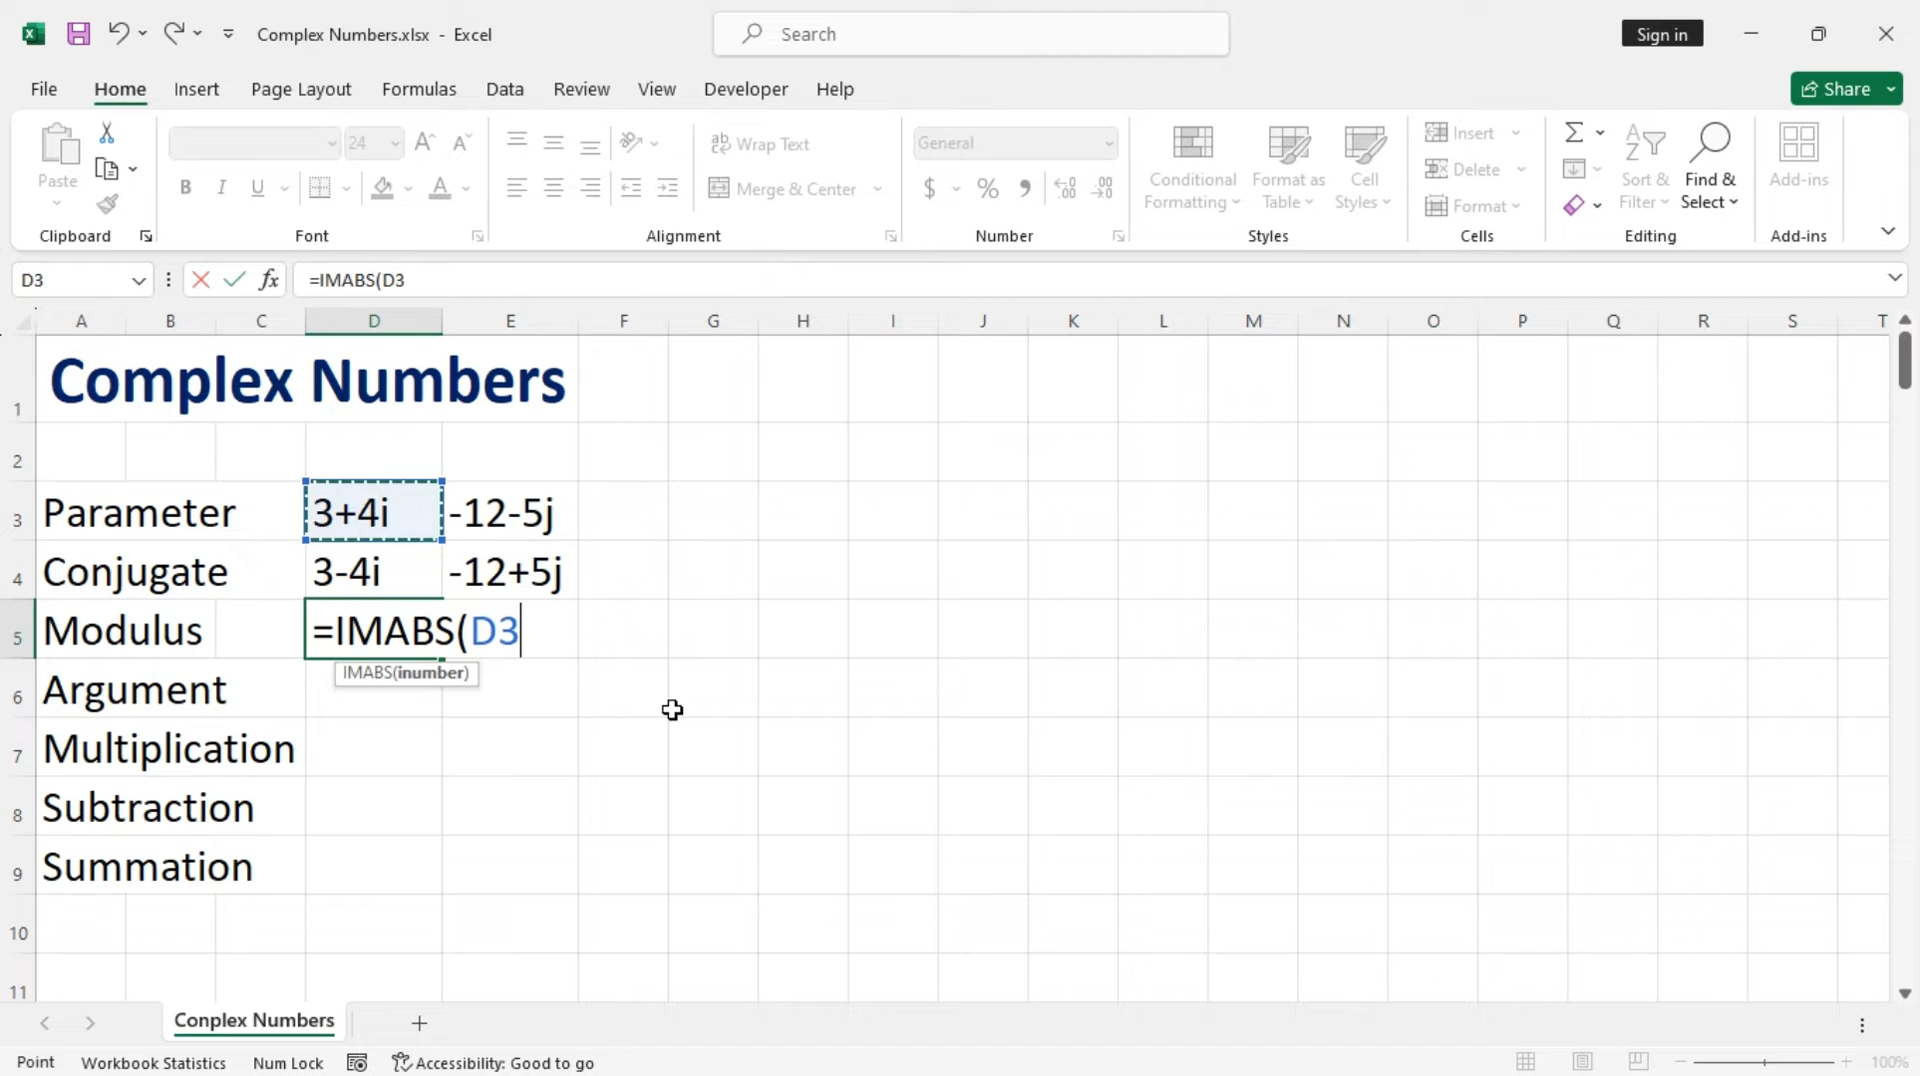 Complex Numbers.xlsx - Excel
Search
Sign in
File Home Insert Page Layout Formulas Data Review View Developer Help
Share
Paste
Clipboard
24
B I U
Font
Wrap Text
Merge & Center
Alignment
General
$ % 9
Number
Conditional Formatting
Format as Table
Cell Styles
Styles
Insert
Delete
Format
Cells
Sort & Filter
Find & Select
Editing
Add-ins
Add-ins
D3
fx
=IMABS(D3
A B C D E F G H I J K L M N O P Q R S T
1 Complex Numbers
2
3 Parameter 3+4i -12-5j
4 Conjugate 3-4i -12+5j
5 Modulus =IMABS(D3
IMABS(inumber)
6 Argument
7 Multiplication
8 Subtraction
9 Summation
10
11
Conplex Numbers
Point Workbook Statistics Num Lock Accessibility: Good to go 100%